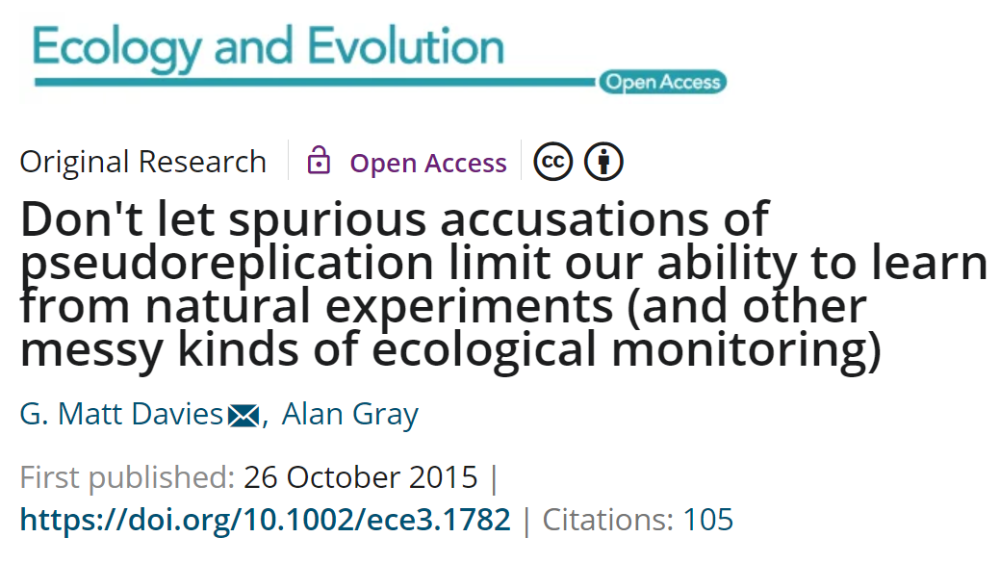 Ecology and Evolution
Open Access
Original Research | Open Access cc
Don't let spurious accusations of
pseudoreplication limit our ability to learn
from natural experiments (and other
messy kinds of ecological monitoring)
G. Matt Davies, Alan Gray
First published: 26 October 2015 |
https://doi.org/10.1002/ece3.1782 | Citations: 105